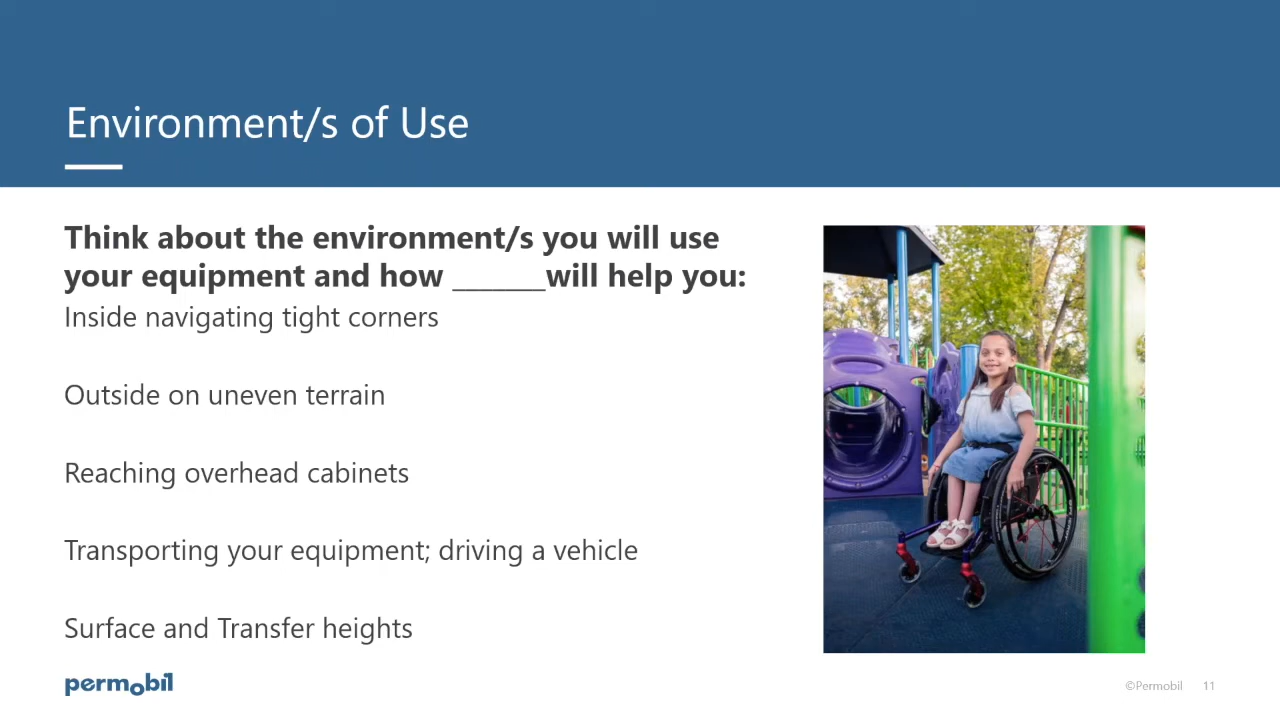 Environment/s of Use
Think about the environment/s you will use
your equipment and how ______will help you:
Inside navigating tight corners
Outside on uneven terrain
Reaching overhead cabinets
Transporting your equipment; driving a vehicle
Surface and Transfer heights
permobil
©Permobil 11